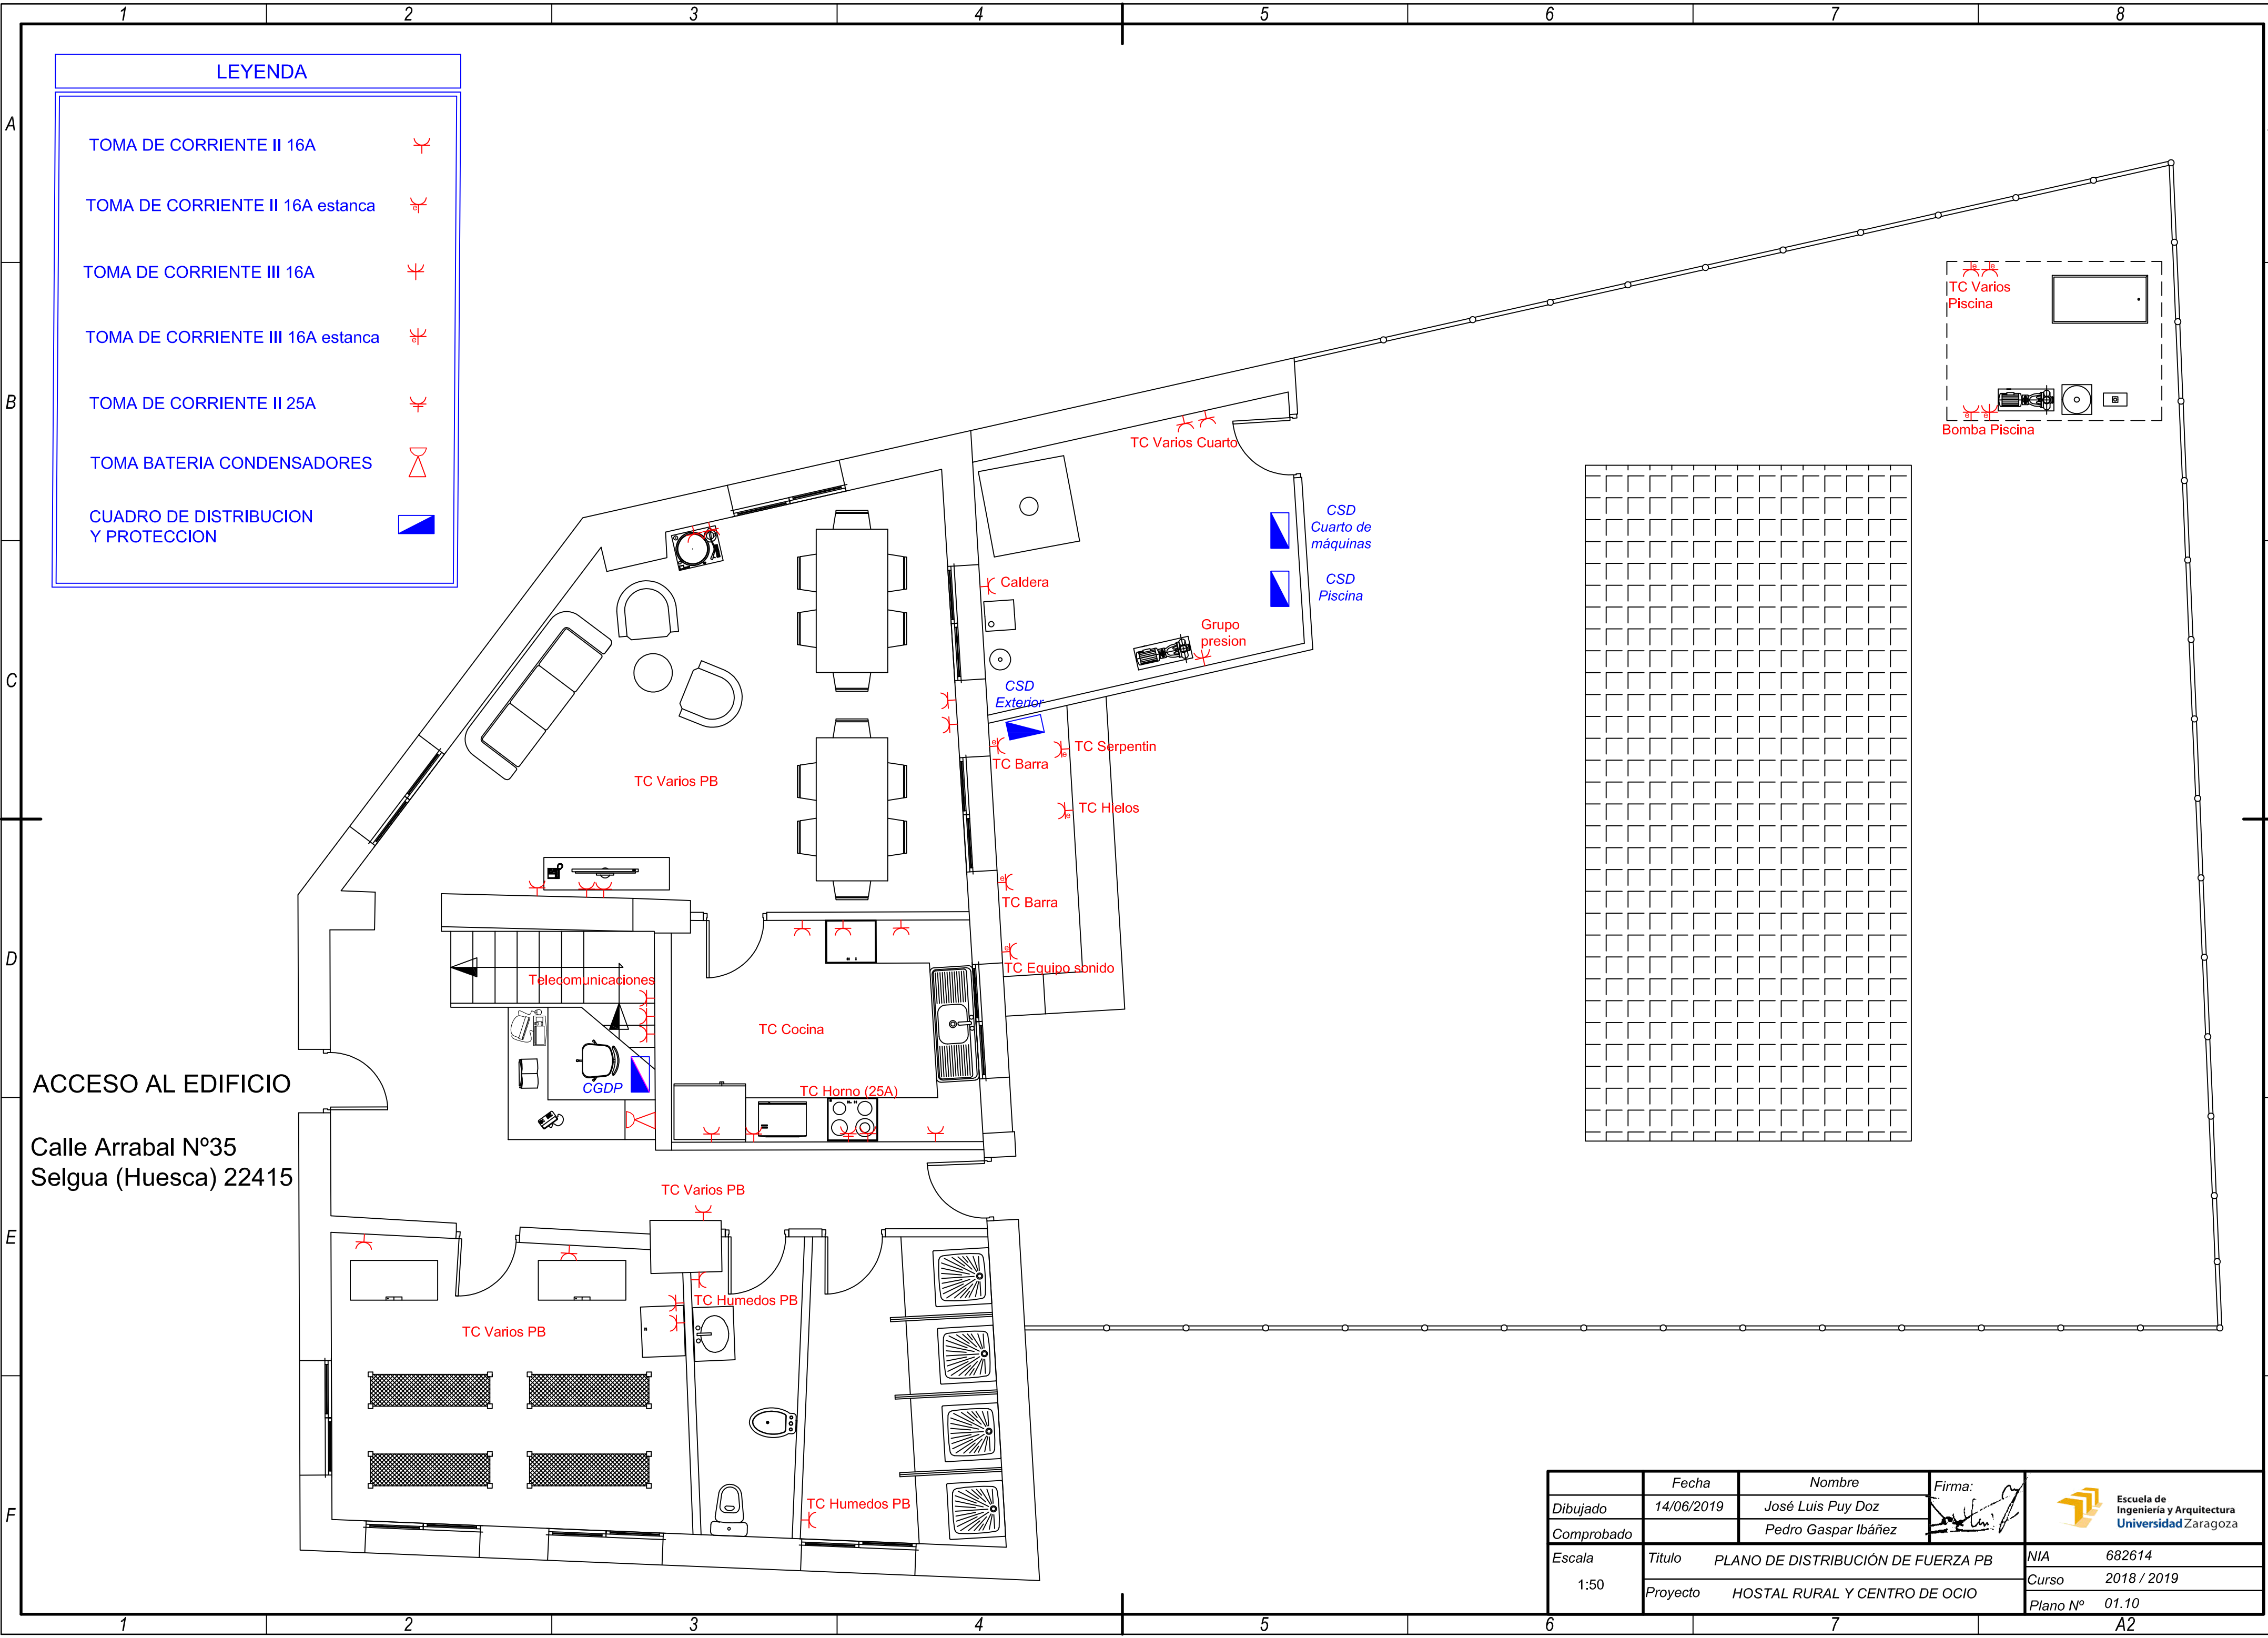 1 2 3 4 5 6 7 8
A
B
C
D
E
F
LEYENDA
TOMA DE CORRIENTE II 16A
TOMA DE CORRIENTE II 16A estanca
TOMA DE CORRIENTE III 16A
TOMA DE CORRIENTE III 16A estanca
TOMA DE CORRIENTE II 25A
TOMA BATERIA CONDENSADORES
CUADRO DE DISTRIBUCION
Y PROTECCION
TC Varios
Piscina
Bomba Piscina
TC Varios Cuarto
CSD
Cuarto de
máquinas
CSD
Piscina
Caldera
Grupo
presion
CSD
Exterior
TC Serpentin
TC Barra
TC Varios PB
TC Hielos
TC Barra
TC Equipo sonido
Telecomunicaciones
TC Cocina
CGDP
TC Horno (25A)
ACCESO AL EDIFICIO
Calle Arrabal Nº35
Selgua (Huesca) 22415
TC Varios PB
TC Humedos PB
TC Varios PB
TC Humedos PB
Fecha Nombre Firma:
Dibujado 14/06/2019 José Luis Puy Doz
Comprobado Pedro Gaspar Ibáñez
Escuela de
Ingeniería y Arquitectura
Universidad Zaragoza
Escala
1:50
Titulo PLANO DE DISTRIBUCIÓN DE FUERZA PB
Proyecto HOSTAL RURAL Y CENTRO DE OCIO
NIA 682614
Curso 2018 / 2019
Plano Nº 01.10
1 2 3 4 5 6 7 A2